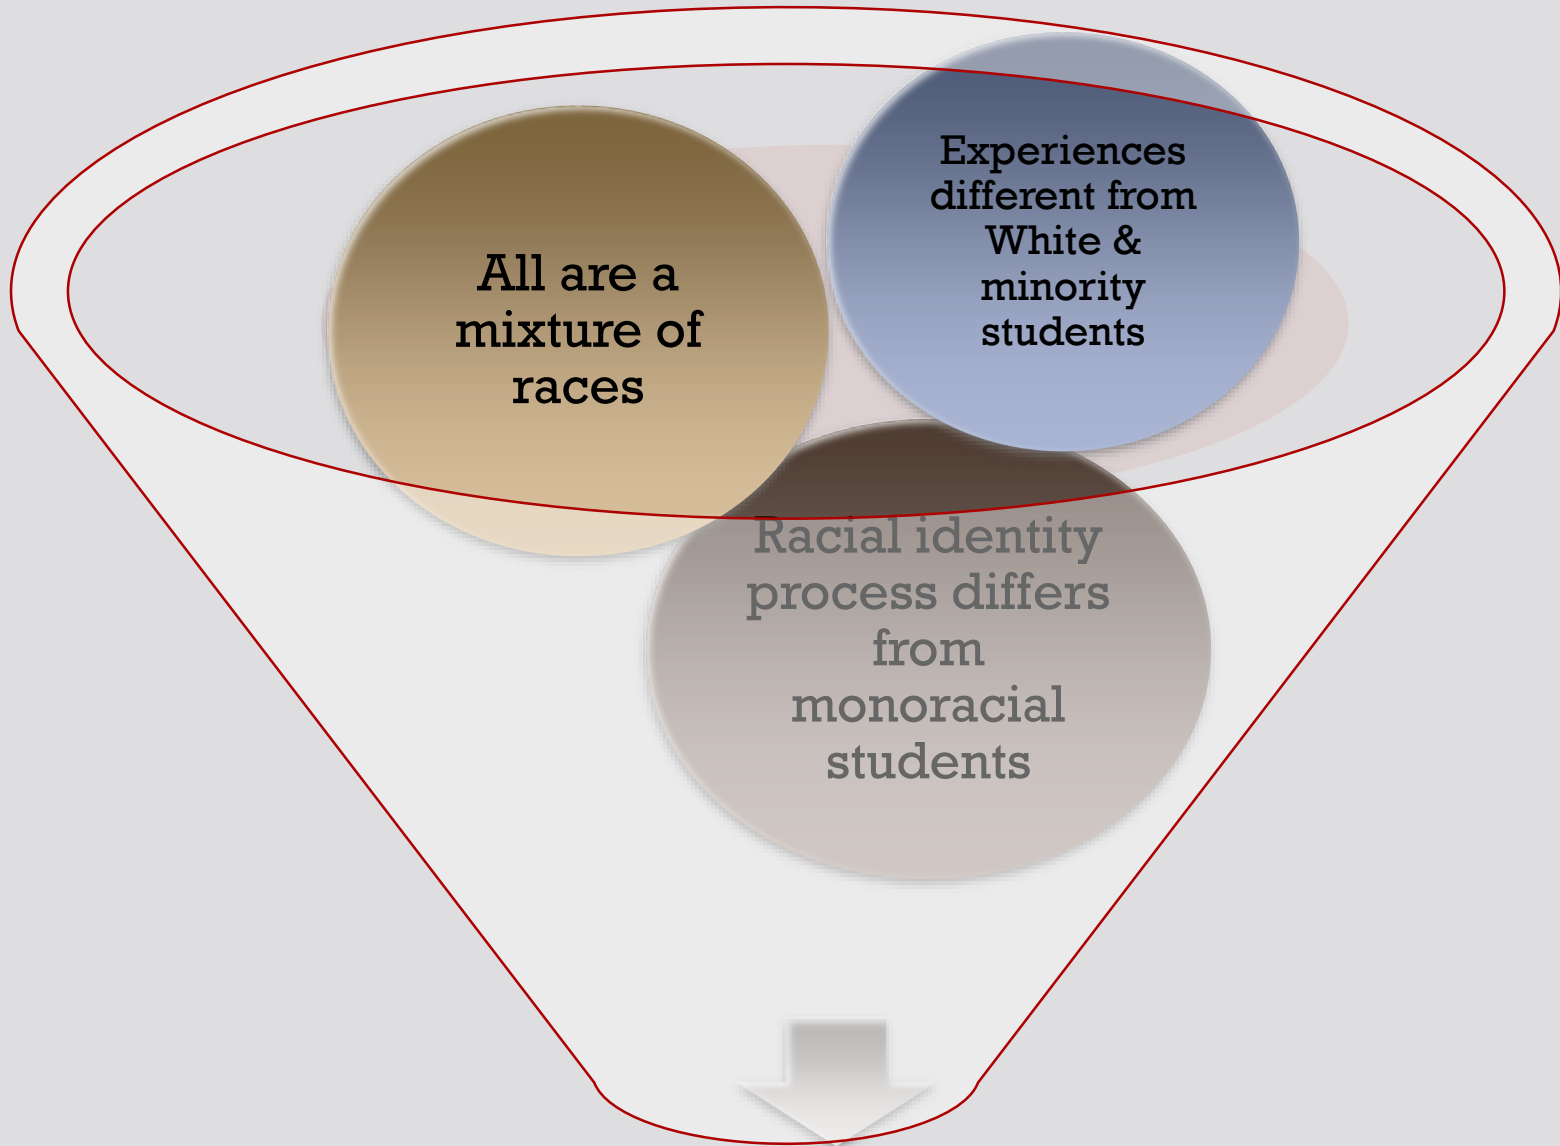 All are a
mixture of
races
Experiences
different from
White &
minority
students
Racial identity
process differs
from
monoracial
students